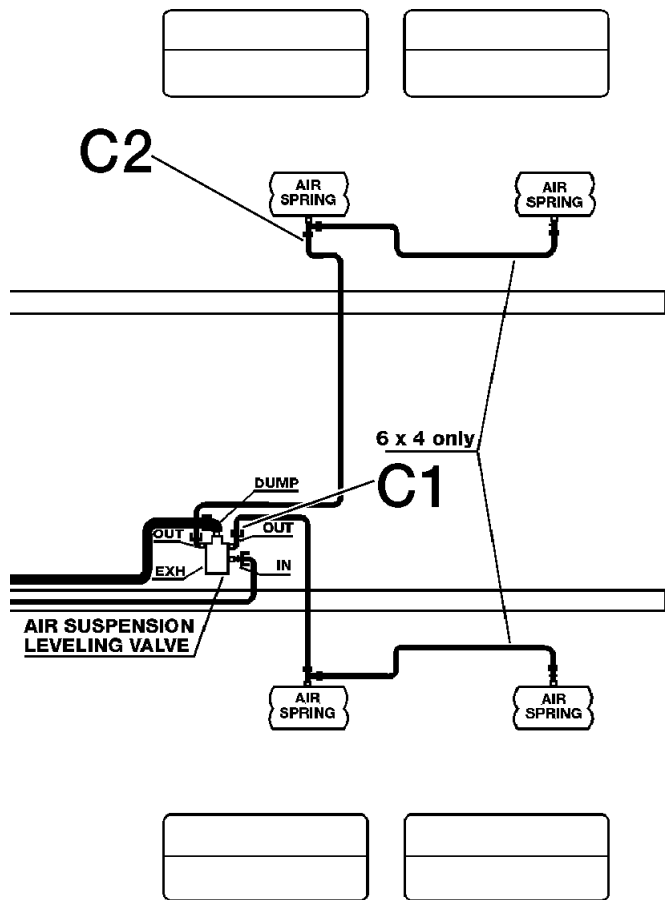 C2
AIR
SPRING
AIR
SPRING
6 x 4 only
C1
DUMP
OUT
OUT
EXH
IN
AIR SUSPENSION
LEVELING VALVE
AIR
SPRING
AIR
SPRING